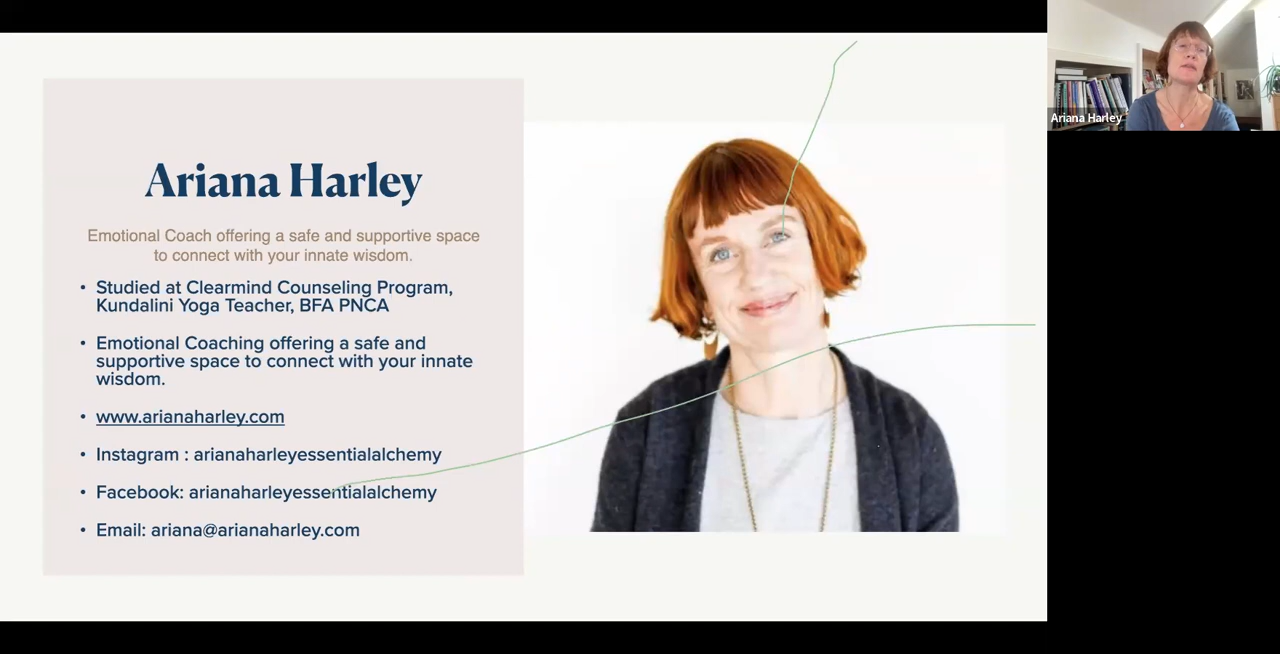 Ariana Harley
Emotional Coach offering a safe and supportive space
to connect with your innate wisdom.
• Studied at Clearmind Counseling Program,
Kundalini Yoga Teacher, BFA PNCA
• Emotional Coaching offering a safe and
supportive space to connect with your innate
wisdom.
• www.arianaharley.com
• Instagram : arianaharleyessentialalchemy
• Facebook: arianaharleyessentialalchemy
• Email: ariana@arianaharley.com
Ariana Harley